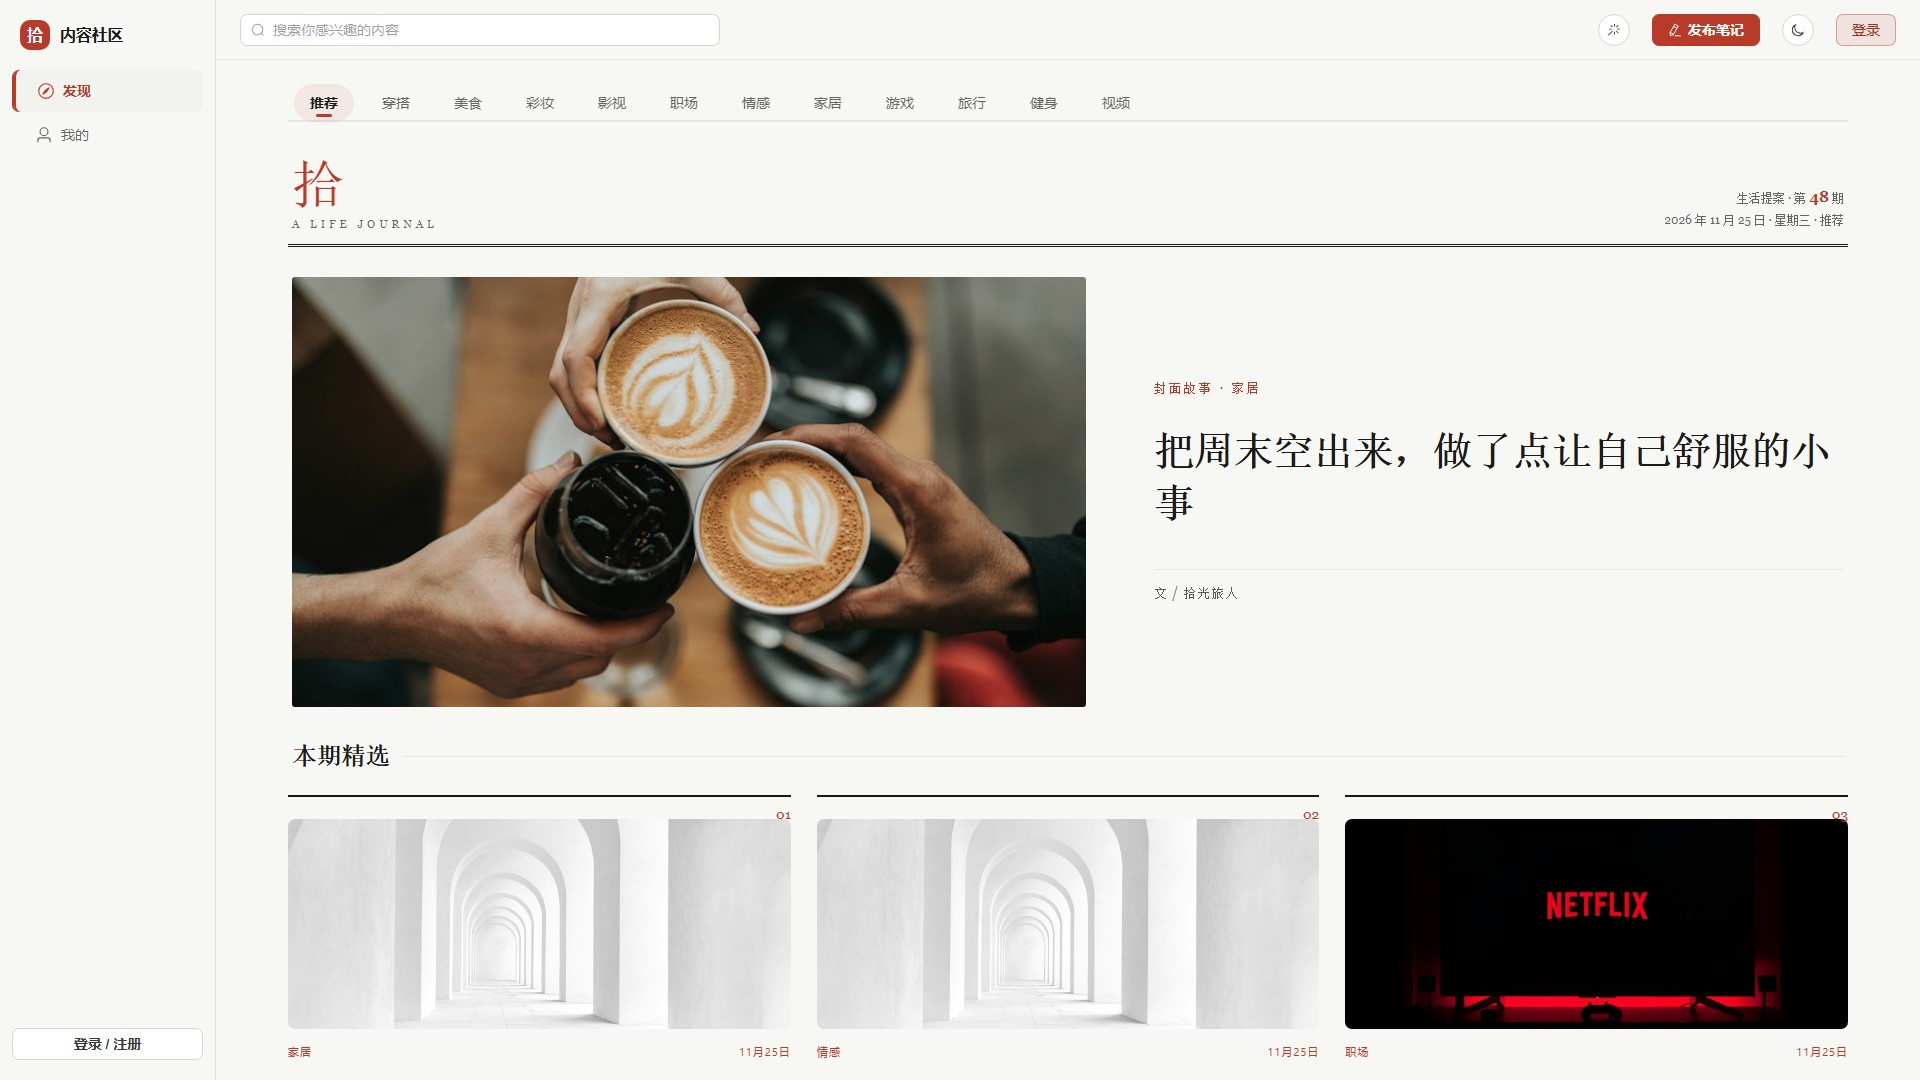 拾 内容社区
搜索你感兴趣的内容
发布笔记
登录
发现
我的
推荐 穿搭 美食 彩妆 影视 职场 情感 家居 游戏 旅行 健身 视频
拾
A LIFE JOURNAL
生活提案 · 第 48 期
2026 年 11 月 25 日 · 星期三 · 推荐
封面故事 · 家居
把周末空出来，做了点让自己舒服的小
事
文 / 拾光旅人
本期精选
01
02
03
NETFLIX
家居 11月25日
情感 11月25日
职场 11月25日
登录 / 注册